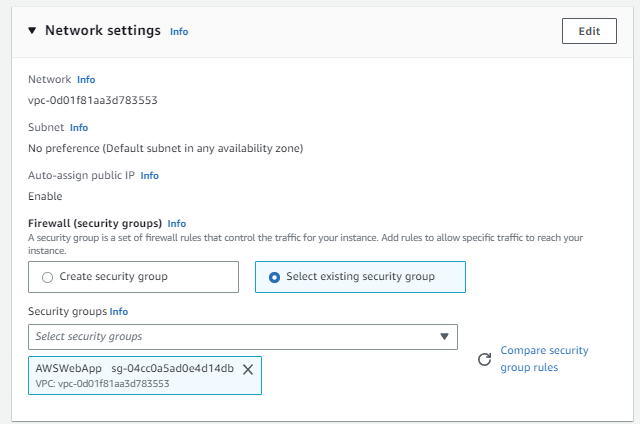 Network settings Info
Edit
Network Info
vpc-0d01f81aa3d783553
Subnet Info
No preference (Default subnet in any availability zone)
Auto-assign public IP Info
Enable
Firewall (security groups) Info
A security group is a set of firewall rules that control the traffic for your instance. Add rules to allow specific traffic to reach your
instance.
Create security group
Select existing security group
Security groups Info
Select security groups
AWSWebApp sg-04cc0a5ad0e4d14db
VPC: vpc-0d01f81aa3d783553
Compare security
group rules